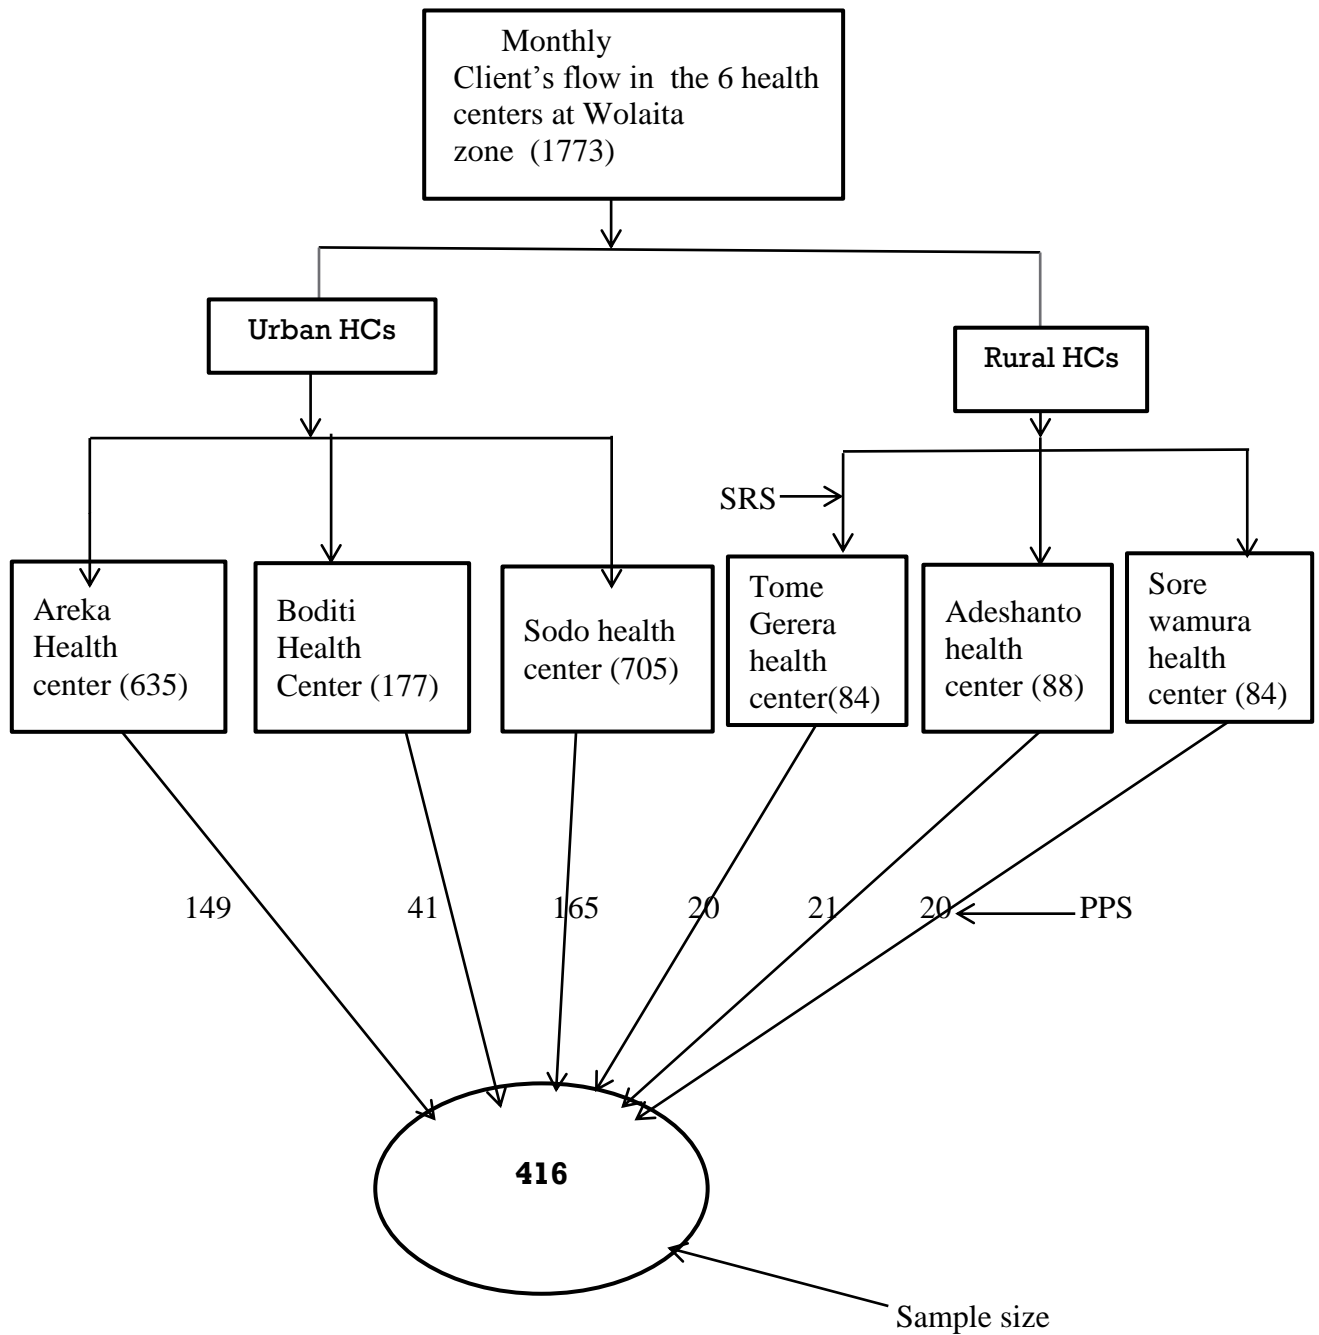 Monthly
Client’s flow in the 6 health
centers at Wolaita
zone (1773)
Urban HCs
Rural HCs
SRS
Areka
Health
center (635)
Boditi
Health
Center (177)
Sodo health
center (705)
Tome
Gerera
health
center(84)
Adeshanto
health
center (88)
Sore
wamura
health
center (84)
149
41
165
20
21
20
PPS
416
Sample size